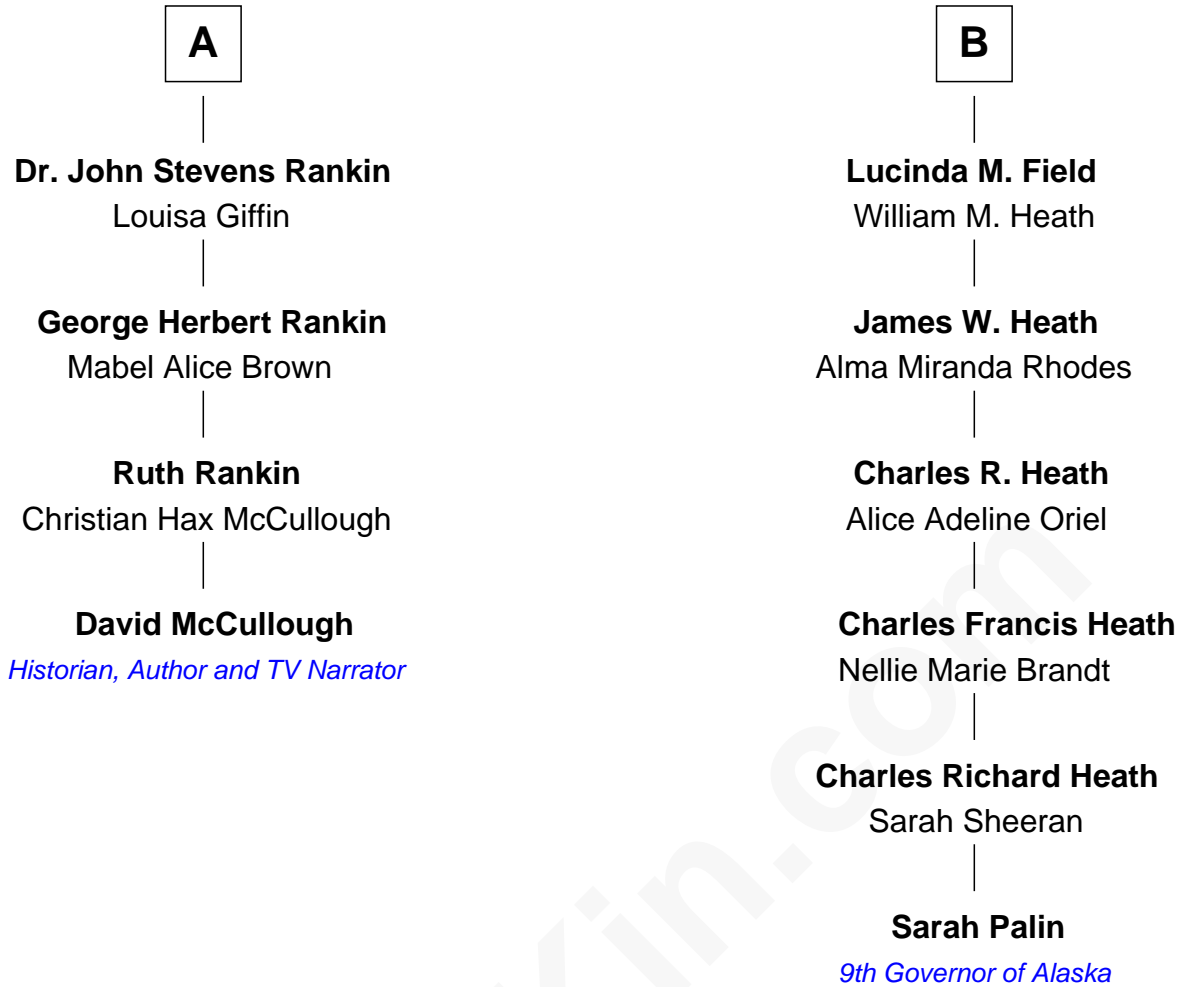 A
Dr. John Stevens Rankin
Louisa Giffin
George Herbert Rankin
Mabel Alice Brown
Ruth Rankin
Christian Hax McCullough
David McCullough
Historian, Author and TV Narrator
B
Lucinda M. Field
William M. Heath
James W. Heath
Alma Miranda Rhodes
Charles R. Heath
Alice Adeline Oriel
Charles Francis Heath
Nellie Marie Brandt
Charles Richard Heath
Sarah Sheeran
Sarah Palin
9th Governor of Alaska
Kin.com